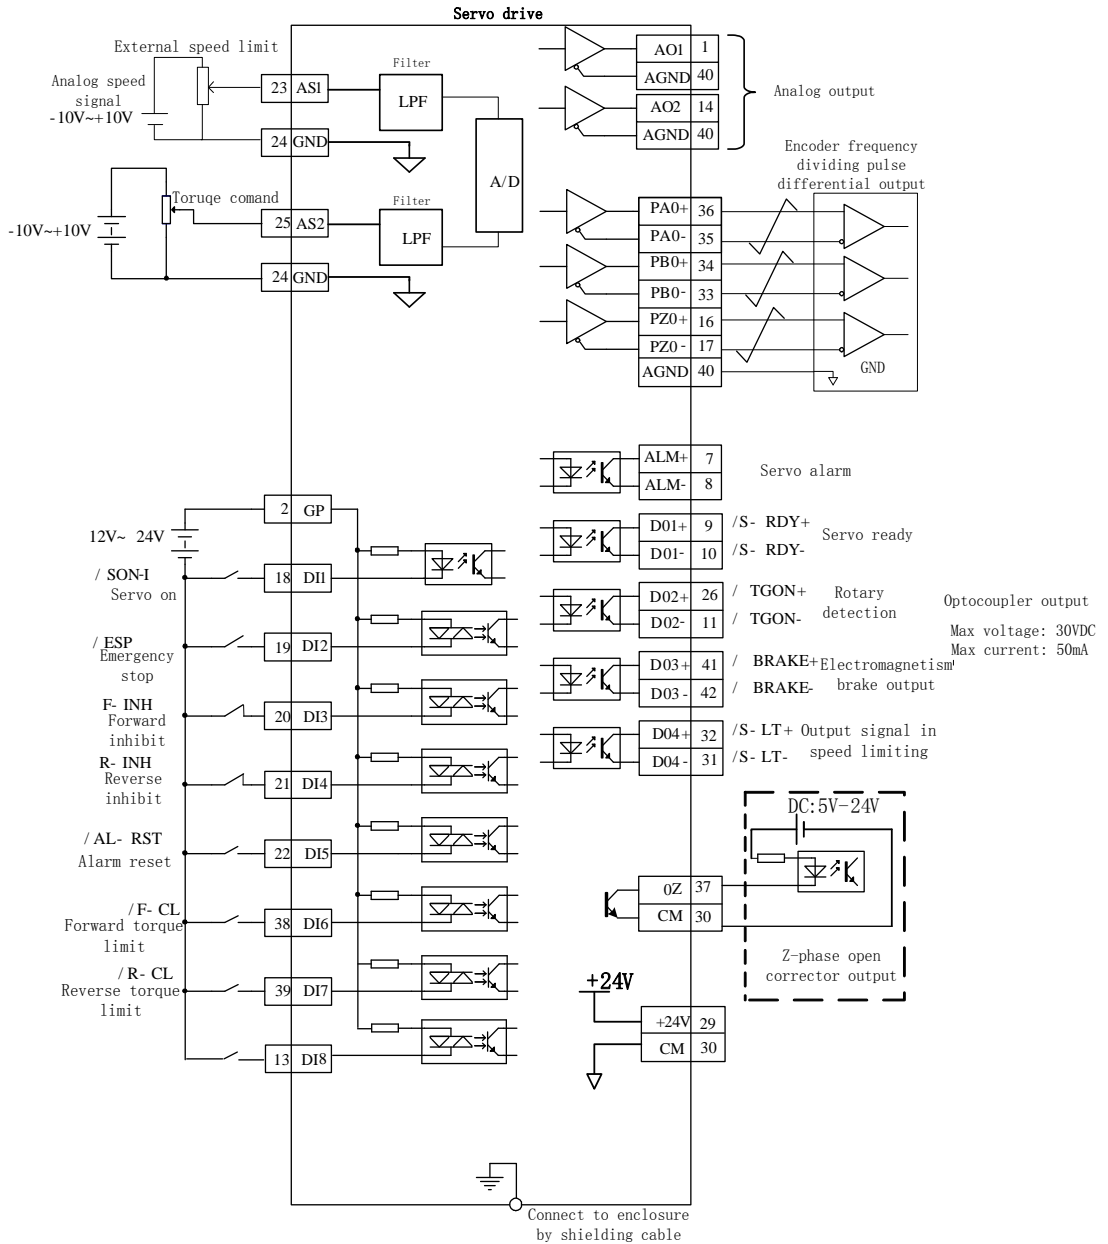 Servo drive
External speed limit
Analog speed
signal
-10V~+10V
23 AS1
24 GND
Filter
LPF
A/D
Toruqe comand
-10V~+10V
25 AS2
24 GND
Filter
LPF
AO1 1
AGND 40
AO2 14
AGND 40
Analog output
Encoder frequency
dividing pulse
differential output
PA0+ 36
PA0- 35
PB0+ 34
PB0- 33
PZ0+ 16
PZ0- 17
AGND 40
GND
ALM+ 7
ALM- 8
Servo alarm
D01+ 9 /S- RDY+
D01- 10 /S- RDY-
Servo ready
D02+ 26 / TGON+
D02- 11 / TGON-
Rotary
detection
D03+ 41 / BRAKE+
D03- 42 / BRAKE-
Electromagnetism
brake output
D04+ 32 /S- LT+
D04- 31 /S- LT-
Output signal in
speed limiting
Optocoupler output
Max voltage: 30VDC
Max current: 50mA
2 GP
12V~ 24V
/ SON-I
Servo on
18 DI1
/ ESP
Emergency
stop
19 DI2
F- INH
Forward
inhibit
20 DI3
R- INH
Reverse
inhibit
21 DI4
/ AL- RST
Alarm reset
22 DI5
/F- CL
Forward torque
limit
38 DI6
/ R- CL
Reverse torque
limit
39 DI7
13 DI8
DC:5V-24V
0Z 37
CM 30
Z-phase open
corrector output
+24V
+24V 29
CM 30
Connect to enclosure
by shielding cable